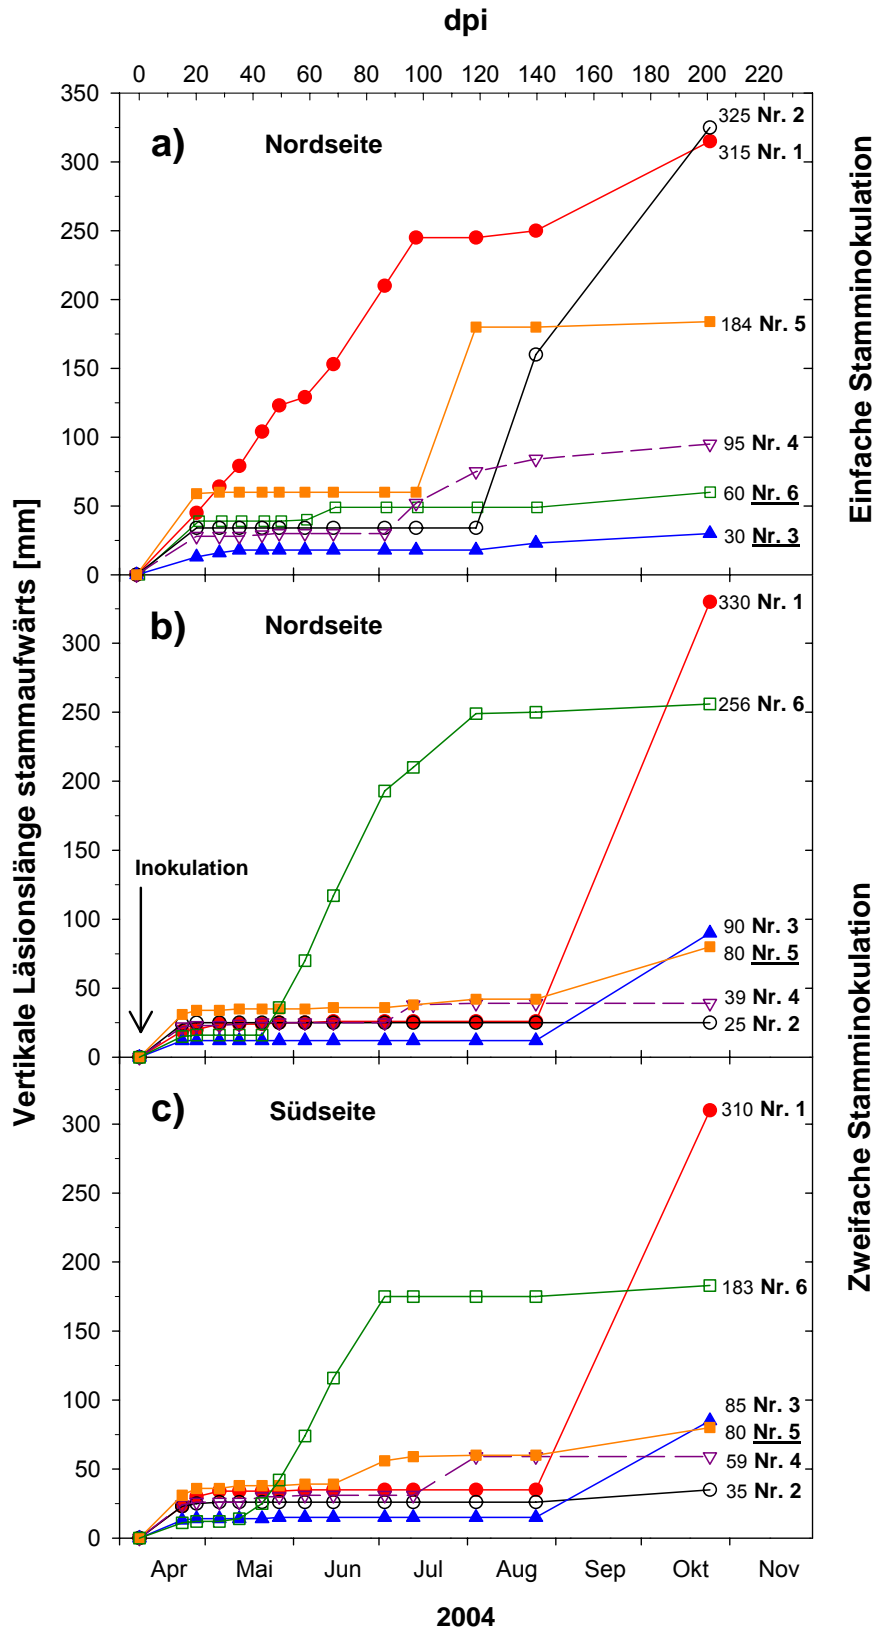 dpi
0 20 40 60 80 100 120 140 160 180 200 220
350
300
250
200
150
100
50
0
a) Nordseite
325 Nr. 2
315 Nr. 1
184 Nr. 5
95 Nr. 4
60 Nr. 6
30 Nr. 3
Einfache Stamminokulation
Vertikale Läsionslänge stammaufwärts [mm]
300
250
200
150
100
50
0
b) Nordseite
Inokulation
330 Nr. 1
256 Nr. 6
90 Nr. 3
80 Nr. 5
39 Nr. 4
25 Nr. 2
Zweifache Stamminokulation
300
250
200
150
100
50
0
c) Südseite
310 Nr. 1
183 Nr. 6
85 Nr. 3
80 Nr. 5
59 Nr. 4
35 Nr. 2
Apr Mai Jun Jul Aug Sep Okt Nov
2004